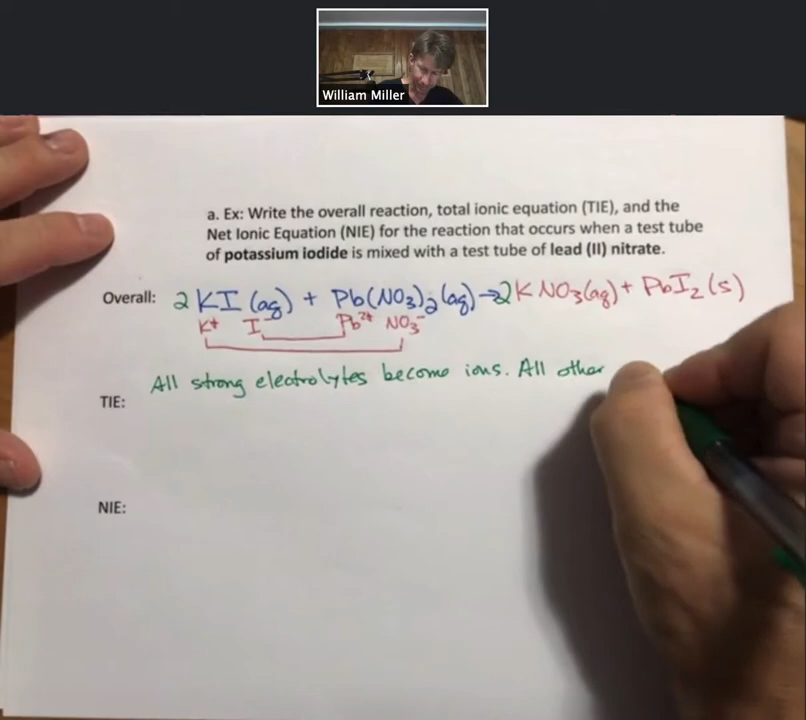 William Miller
a. Ex: Write the overall reaction, total ionic equation (TIE), and the
Net Ionic Equation (NIE) for the reaction that occurs when a test tube
of potassium iodide is mixed with a test tube of lead (II) nitrate.
Overall: 2 KI (aq) + Pb(NO₃)₂(aq) → 2KNO₃(aq) + PbI₂(s)
K⁺ I⁻ Pb²⁺ NO₃⁻
All strong electrolytes become ions. All other
TIE:
NIE: